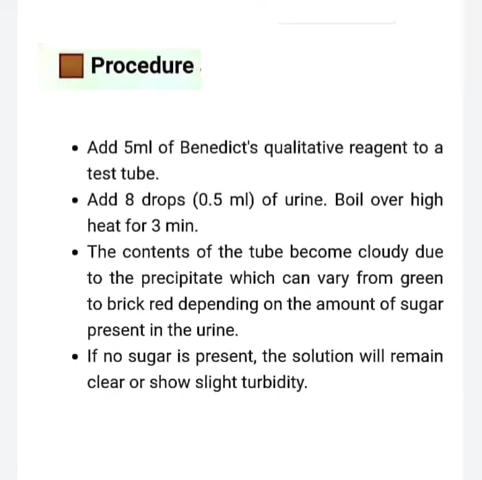 Procedure
• Add 5ml of Benedict's qualitative reagent to a
test tube.
• Add 8 drops (0.5 ml) of urine. Boil over high
heat for 3 min.
• The contents of the tube become cloudy due
to the precipitate which can vary from green
to brick red depending on the amount of sugar
present in the urine.
• If no sugar is present, the solution will remain
clear or show slight turbidity.